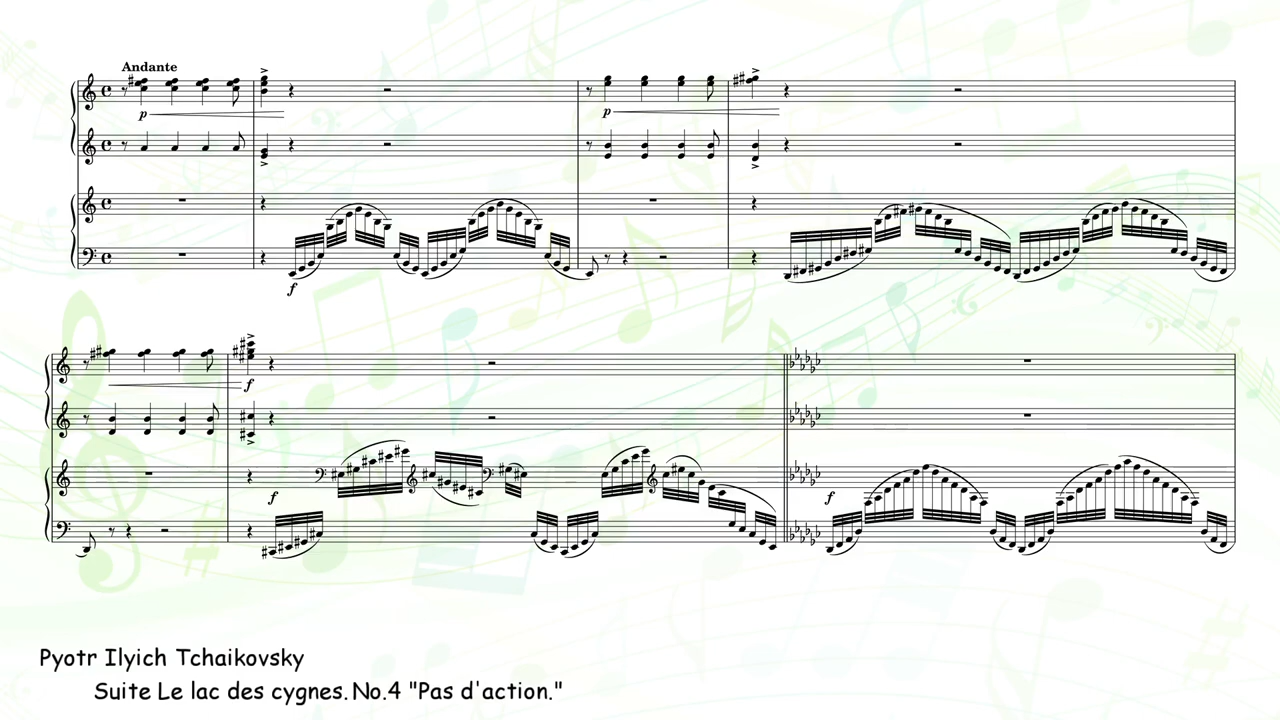 Andante
p
p
f
f
f
f
Pyotr Ilyich Tchaikovsky
Suite Le lac des cygnes.No.4 "Pas d'action."